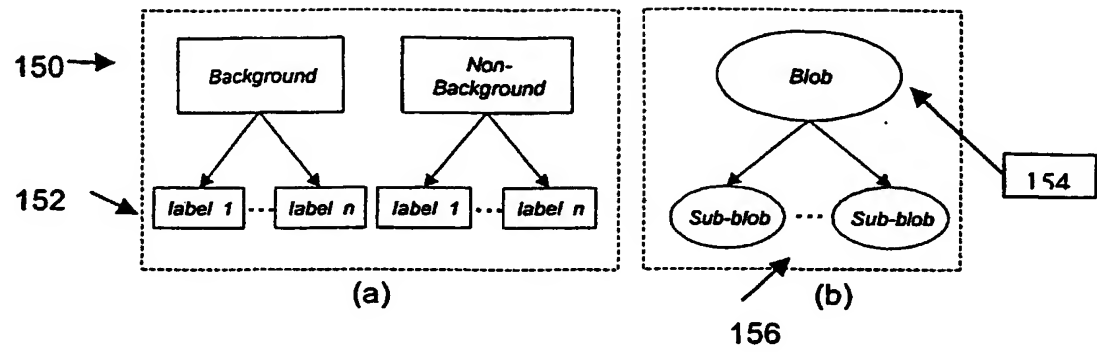 150
Background
Non-
Background
Blob
154
152
label 1 ···· label n
label 1 ···· label n
Sub-blob ···· Sub-blob
(a)
(b)
156